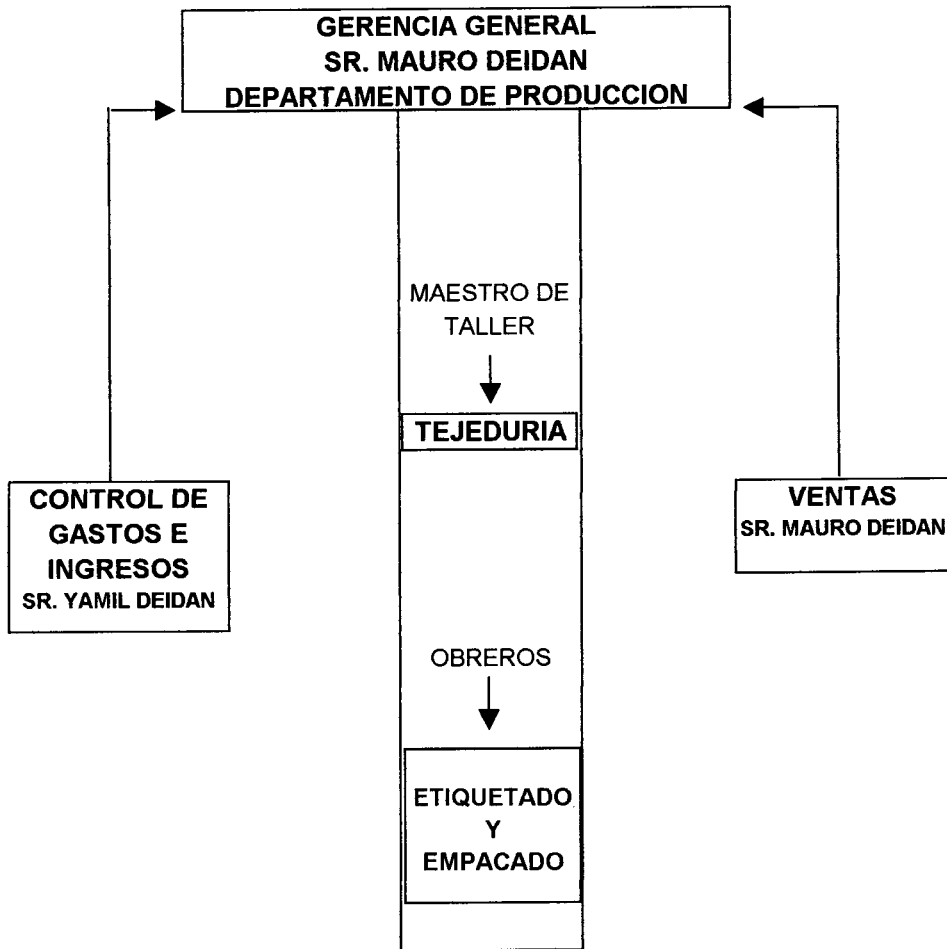 GERENCIA GENERAL
SR. MAURO DEIDAN
DEPARTAMENTO DE PRODUCCION
MAESTRO DE
TALLER
TEJEDURIA
CONTROL DE
GASTOS E
INGRESOS
SR. YAMIL DEIDAN
VENTAS
SR. MAURO DEIDAN
OBREROS
ETIQUETADO
Y
EMPACADO